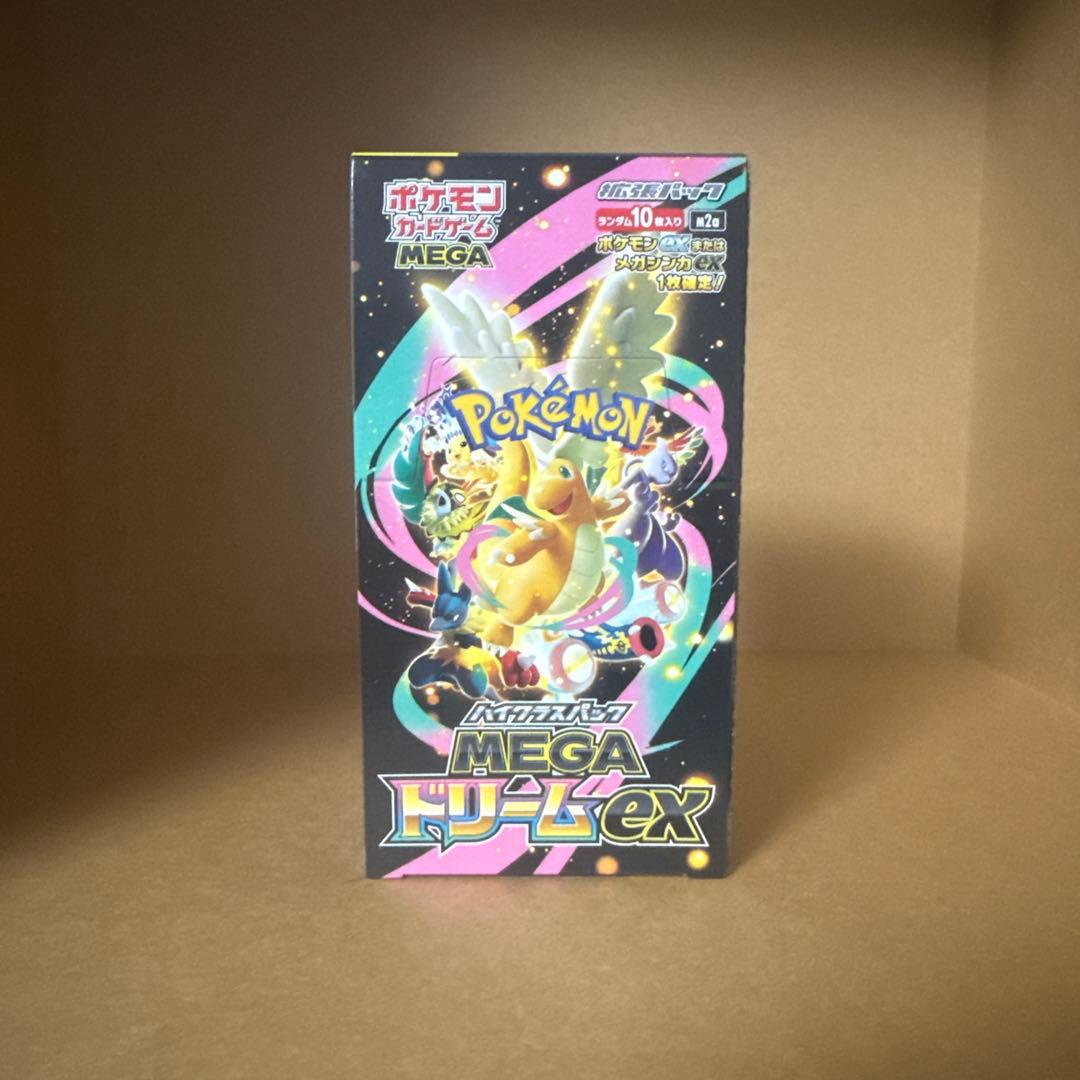 ポケモン
カードゲーム
MEGA
拡張パック
ランダム10枚入り M2a
ポケモンexまたは
メガシンカex
1枚確定!
POKéMON
ハイクラスパック
MEGA
ドリームex